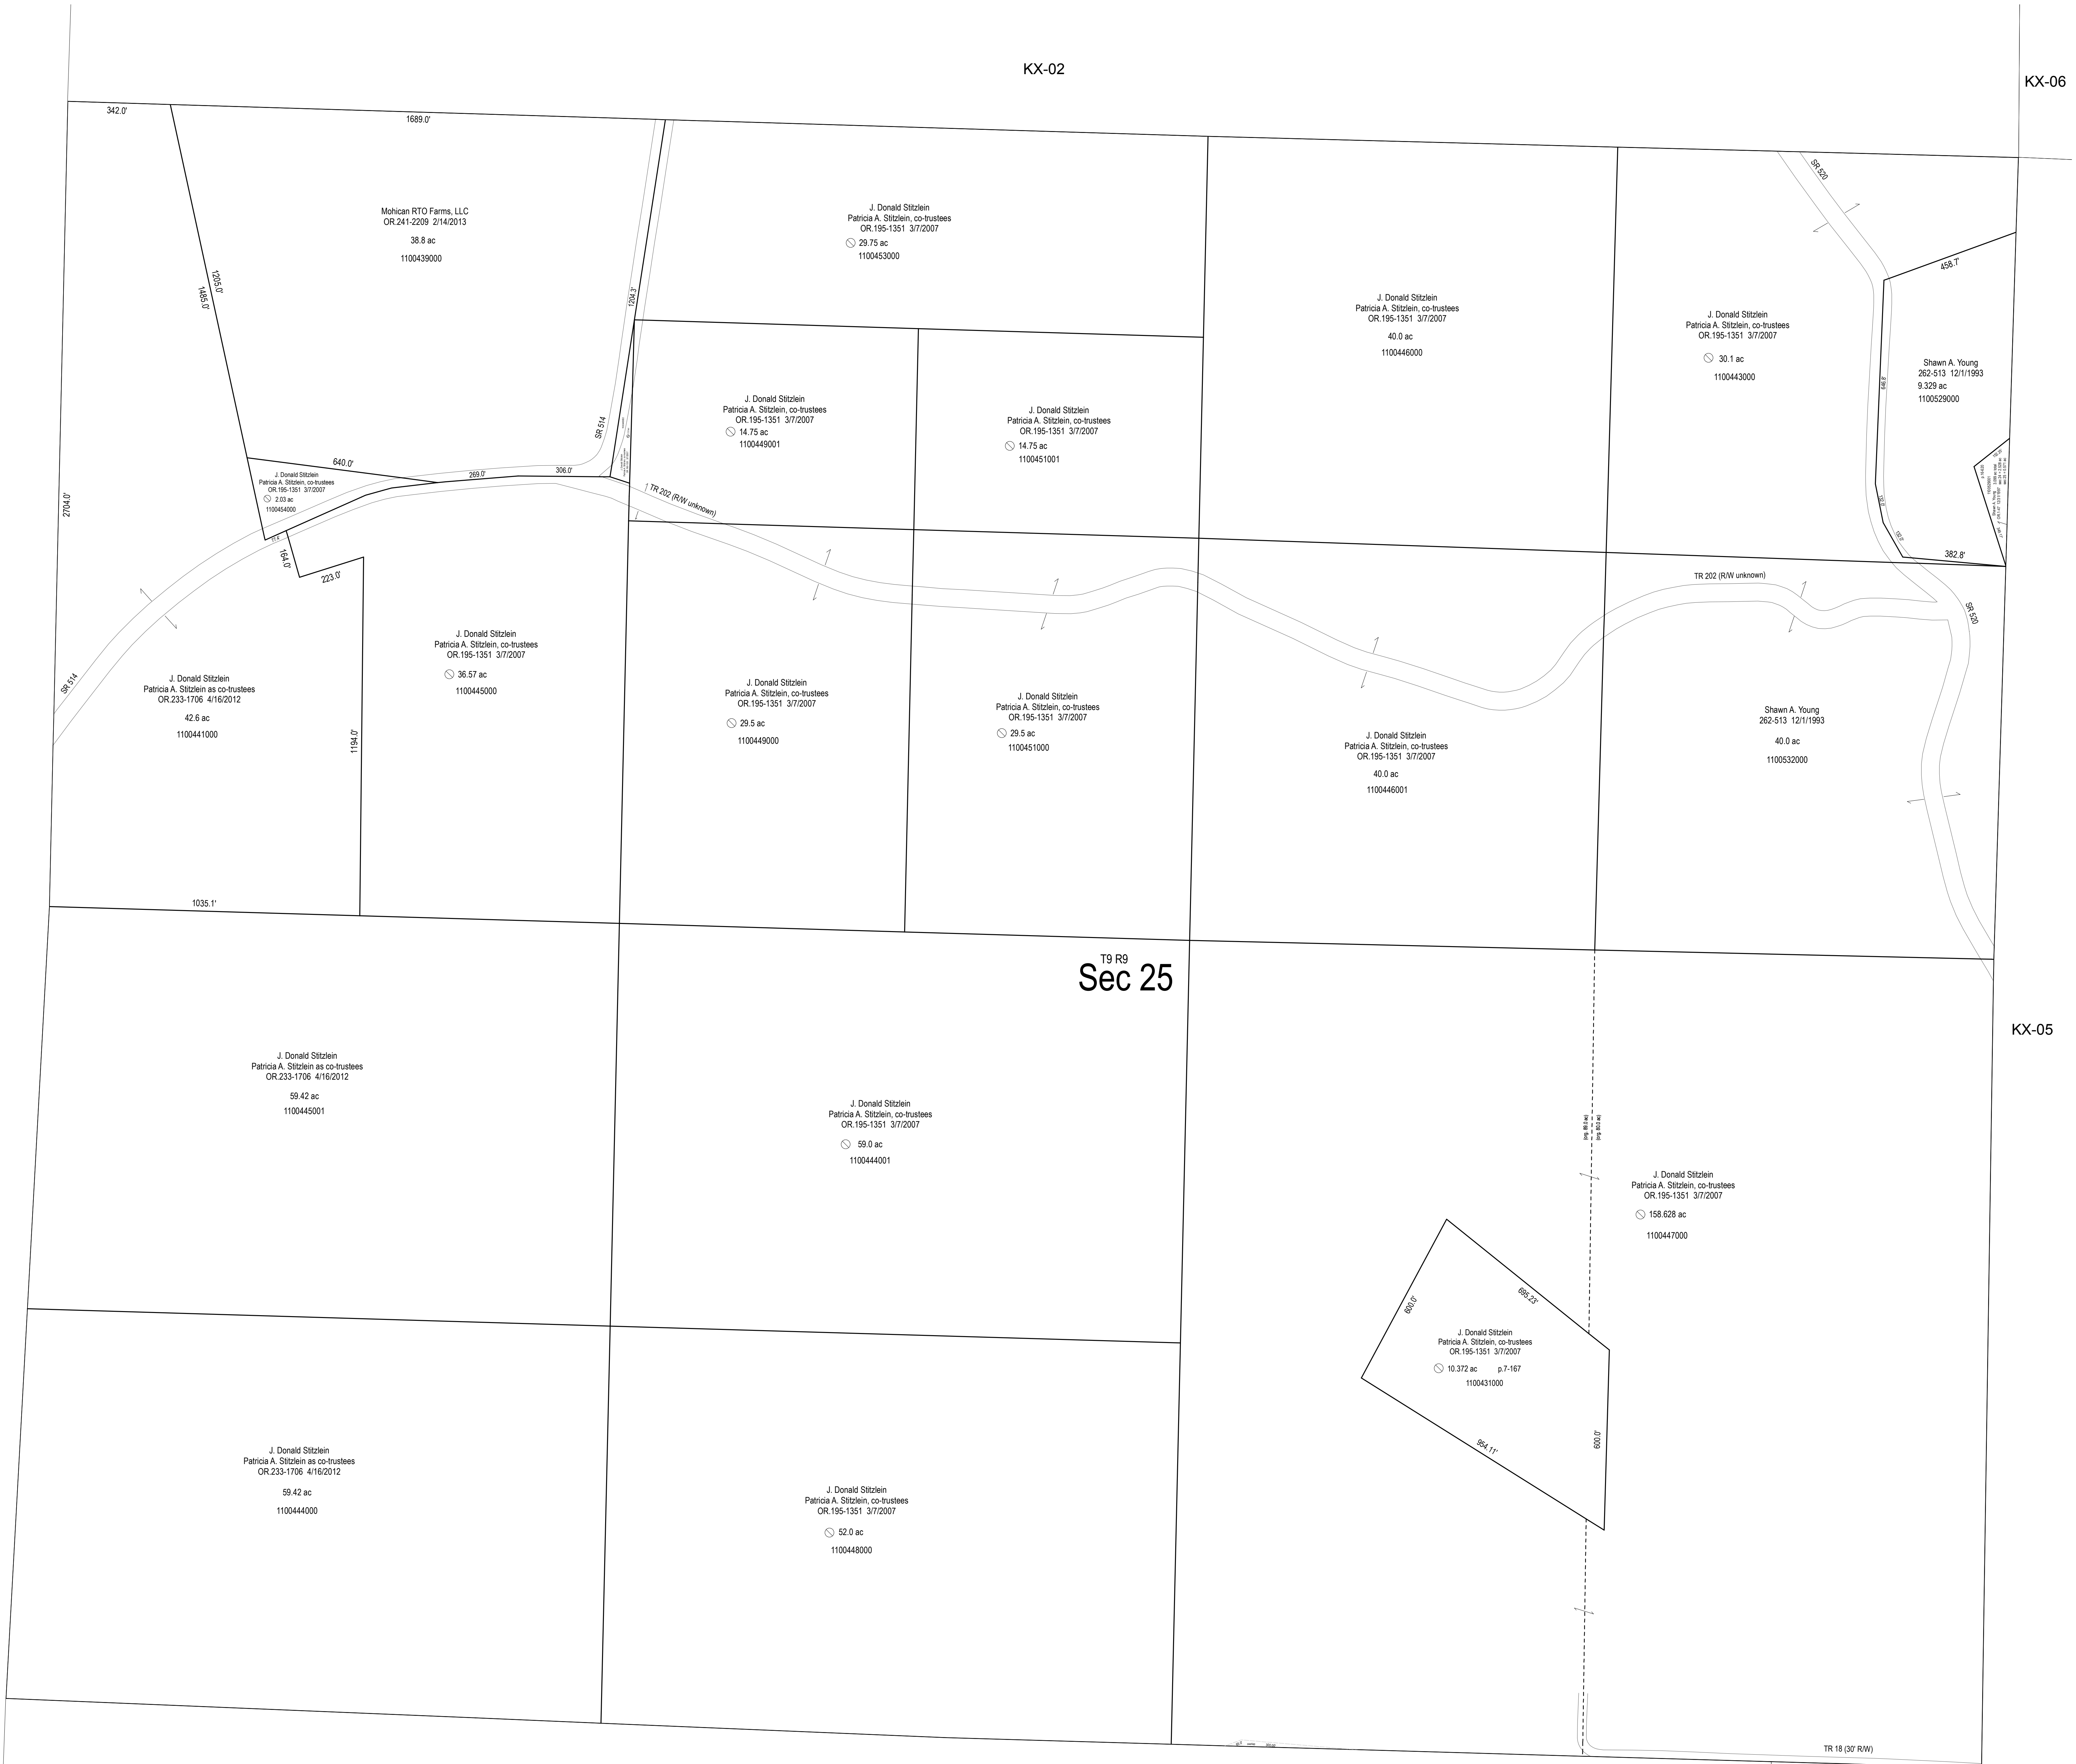 KX-02
KX-06
342.0'
1689.0'
SR 520
Mohican RTO Farms, LLC
OR.241-2209 2/14/2013
38.8 ac
1100439000
J. Donald Stitzlein
Patricia A. Stitzlein, co-trustees
OR.195-1351 3/7/2007
29.75 ac
1100453000
458.7'
1205.0'
1485.0'
1204.3'
J. Donald Stitzlein
Patricia A. Stitzlein, co-trustees
OR.195-1351 3/7/2007
40.0 ac
1100446000
J. Donald Stitzlein
Patricia A. Stitzlein, co-trustees
OR.195-1351 3/7/2007
30.1 ac
1100443000
646.8'
Shawn A. Young
262-513 12/1/1993
9.329 ac
1100529000
J. Donald Stitzlein
Patricia A. Stitzlein, co-trustees
OR.195-1351 3/7/2007
14.75 ac
1100449001
J. Donald Stitzlein
Patricia A. Stitzlein, co-trustees
OR.195-1351 3/7/2007
14.75 ac
1100451001
SR 514
640.0'
269.0'
306.0'
J. Donald Stitzlein
Patricia A. Stitzlein, co-trustees
OR.195-1351 3/7/2007
2.03 ac
1100454000
TR 202 (R/W unknown)
2704.0'
164.0'
223.0'
382.8'
TR 202 (R/W unknown)
SR 520
J. Donald Stitzlein
Patricia A. Stitzlein, co-trustees
OR.195-1351 3/7/2007
36.57 ac
1100445000
SR 514
J. Donald Stitzlein
Patricia A. Stitzlein as co-trustees
OR.233-1706 4/16/2012
42.6 ac
1100441000
1194.0'
J. Donald Stitzlein
Patricia A. Stitzlein, co-trustees
OR.195-1351 3/7/2007
29.5 ac
1100449000
J. Donald Stitzlein
Patricia A. Stitzlein, co-trustees
OR.195-1351 3/7/2007
29.5 ac
1100451000
J. Donald Stitzlein
Patricia A. Stitzlein, co-trustees
OR.195-1351 3/7/2007
40.0 ac
1100446001
Shawn A. Young
262-513 12/1/1993
40.0 ac
1100532000
1035.1'
T9 R9
Sec 25
KX-05
J. Donald Stitzlein
Patricia A. Stitzlein as co-trustees
OR.233-1706 4/16/2012
59.42 ac
1100445001
J. Donald Stitzlein
Patricia A. Stitzlein, co-trustees
OR.195-1351 3/7/2007
59.0 ac
1100444001
(org. 80.0 ac)
J. Donald Stitzlein
Patricia A. Stitzlein, co-trustees
OR.195-1351 3/7/2007
158.628 ac
1100447000
600.0'
695.23'
J. Donald Stitzlein
Patricia A. Stitzlein, co-trustees
OR.195-1351 3/7/2007
10.372 ac p.7-167
1100431000
954.11'
600.0'
J. Donald Stitzlein
Patricia A. Stitzlein as co-trustees
OR.233-1706 4/16/2012
59.42 ac
1100444000
J. Donald Stitzlein
Patricia A. Stitzlein, co-trustees
OR.195-1351 3/7/2007
52.0 ac
1100448000
TR 18 (30' R/W)